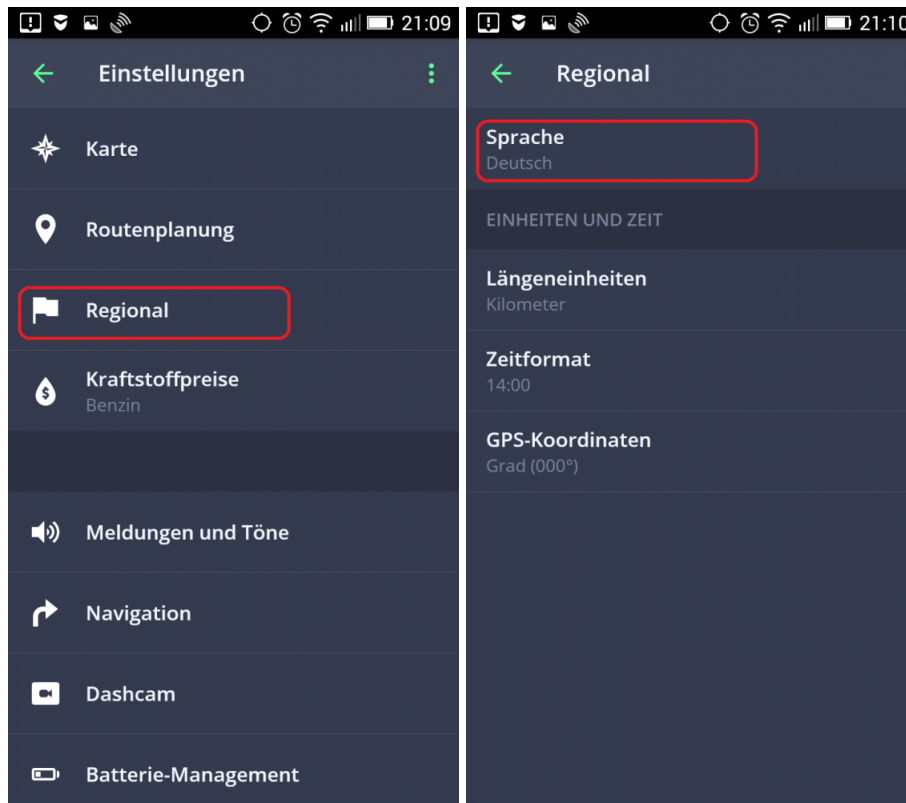 21:09
Einstellungen
Karte
Routenplanung
Regional
Kraftstoffpreise
Benzin
Meldungen und Töne
Navigation
Dashcam
Batterie-Management
21:10
Regional
Sprache
Deutsch
EINHEITEN UND ZEIT
Längeneinheiten
Kilometer
Zeitformat
14:00
GPS-Koordinaten
Grad (000°)